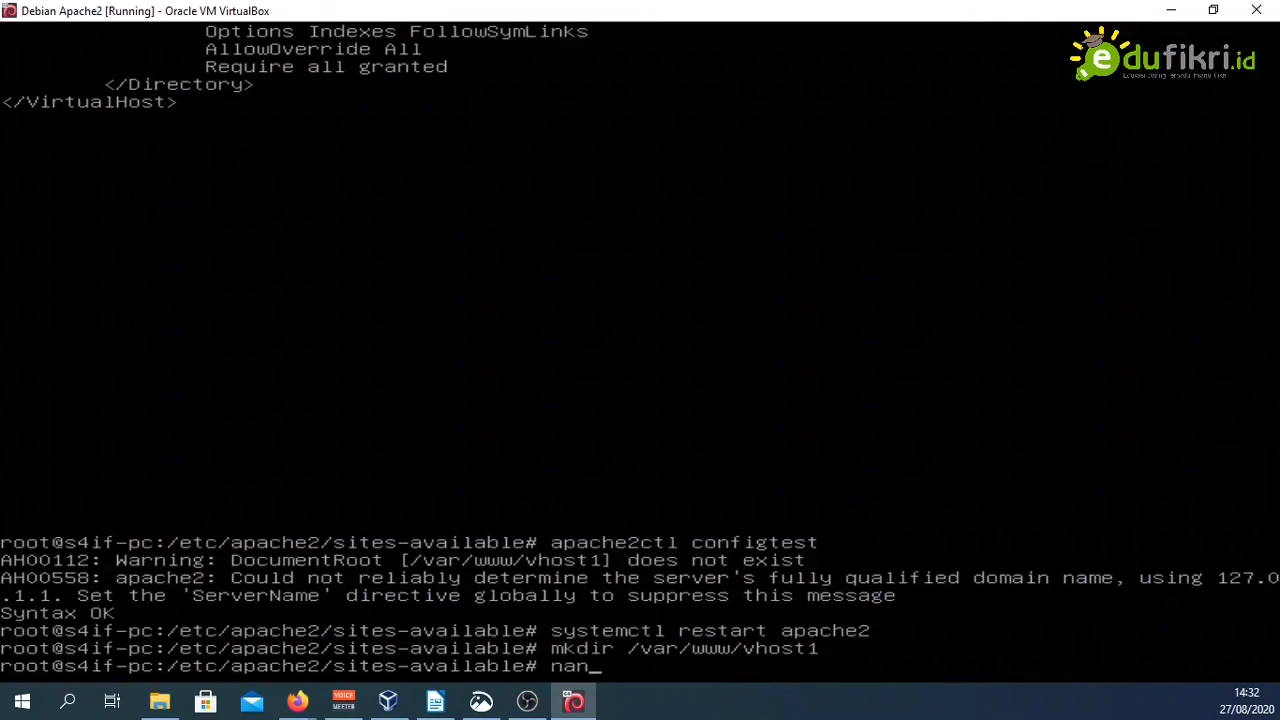 Debian Apache2 [Running] - Oracle VM VirtualBox
Options Indexes FollowSymLinks
AllowOverride All
Require all granted
</Directory>
</VirtualHost>
edufikri.id
root@s4if-pc:/etc/apache2/sites-available# apache2ctl configtest
AH00112: Warning: DocumentRoot [/var/www/vhost1] does not exist
AH00558: apache2: Could not reliably determine the server's fully qualified domain name, using 127.0
.1.1. Set the 'ServerName' directive globally to suppress this message
Syntax OK
root@s4if-pc:/etc/apache2/sites-available# systemctl restart apache2
root@s4if-pc:/etc/apache2/sites-available# mkdir /var/www/vhost1
root@s4if-pc:/etc/apache2/sites-available# nan_
VOICE
MEETER
14:32
27/08/2020